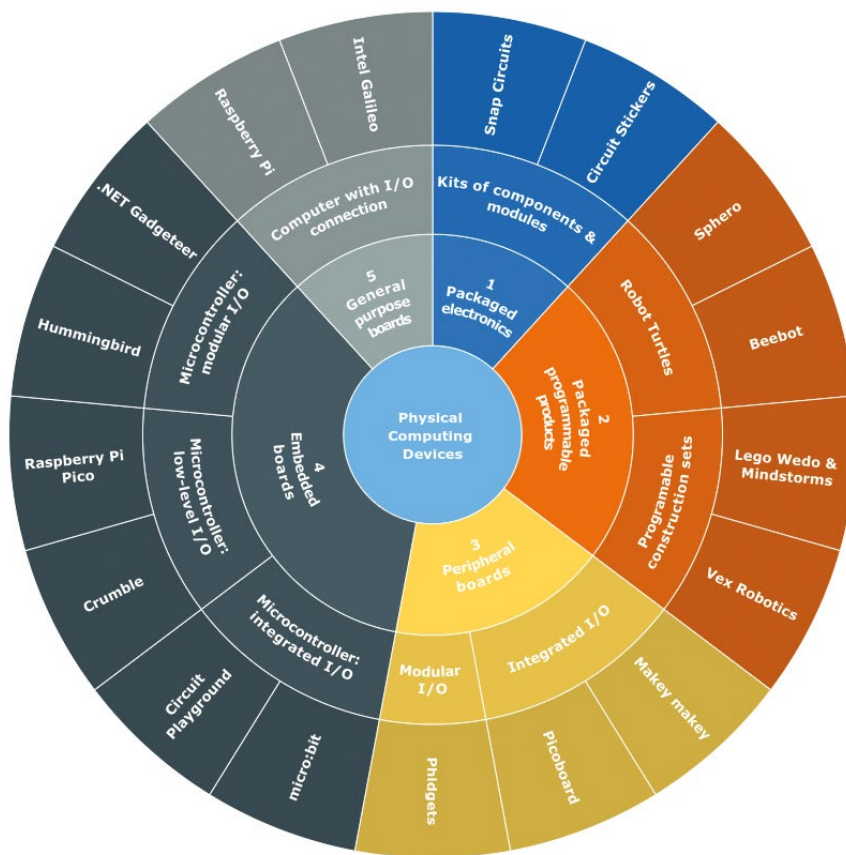 Physical
Computing
Devices
1
Packaged
electronics
Kits of components &
modules
Snap Circuits
Circuit Stickers
2
Packaged
programmable
products
Robot Turtles
Sphero
Beebot
Programable
construction sets
Lego Wedo &
Mindstorms
Vex Robotics
3
Peripheral
boards
Integrated I/O
Makey makey
Picoboard
Modular
I/O
Phidgets
4
Embedded
boards
Microcontroller:
integrated I/O
micro:bit
Circuit
Playground
Microcontroller:
low-level I/O
Crumble
Raspberry Pi
Pico
Microcontroller:
modular I/O
Hummingbird
.NET Gadgeteer
5
General
purpose
boards
Computer with I/O
connection
Raspberry Pi
Intel Galileo